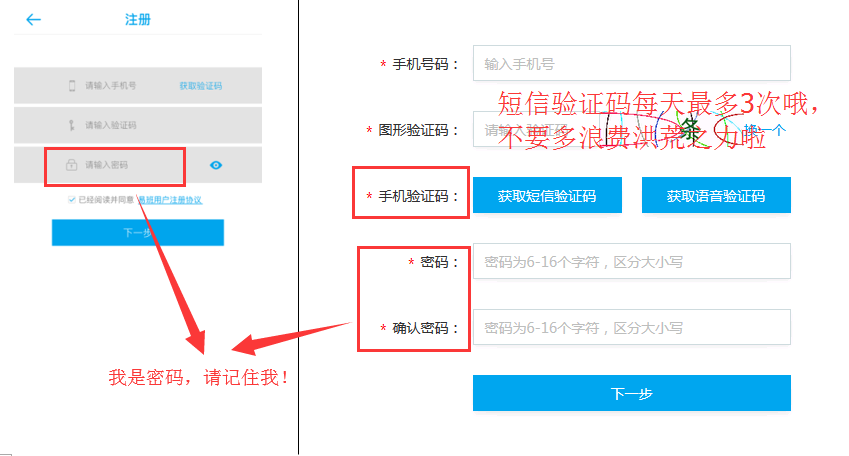 注册
请输入手机号 获取验证码
请输入验证码
请输入密码
已经阅读并同意 易班用户注册协议
下一步
我是密码，请记住我！
* 手机号码： 输入手机号
短信验证码每天最多3次哦，
* 图形验证码： 请输入验证码 条 换一个
不要多浪费洪荒之力啦
* 手机验证码： 获取短信验证码 获取语音验证码
* 密码： 密码为6-16个字符，区分大小写
* 确认密码： 密码为6-16个字符，区分大小写
下一步